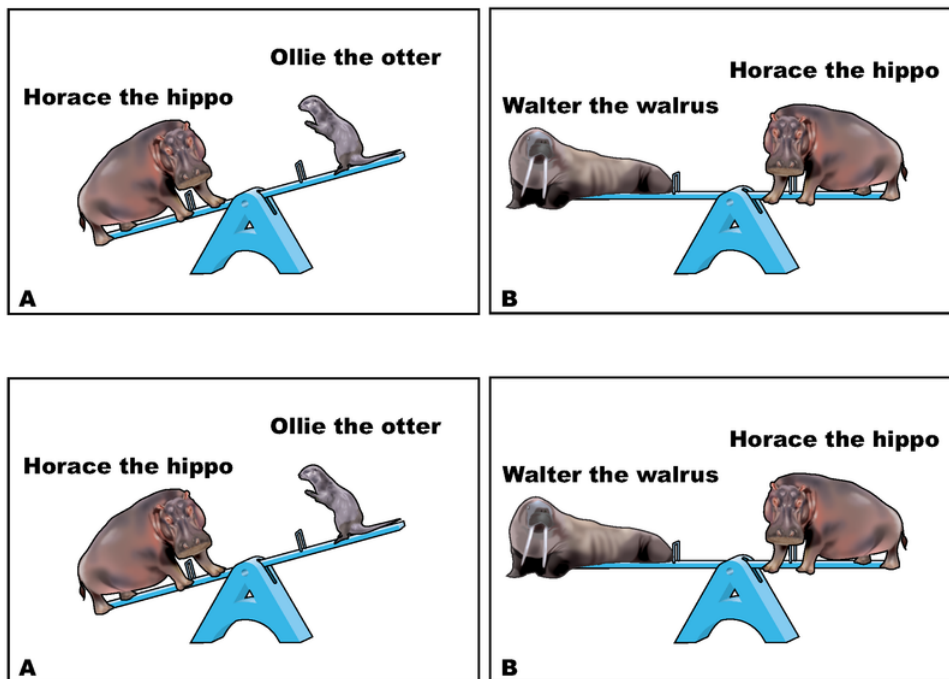 Ollie the otter
Horace the hippo
A
Horace the hippo
Walter the walrus
B
Ollie the otter
Horace the hippo
A
Horace the hippo
Walter the walrus
B